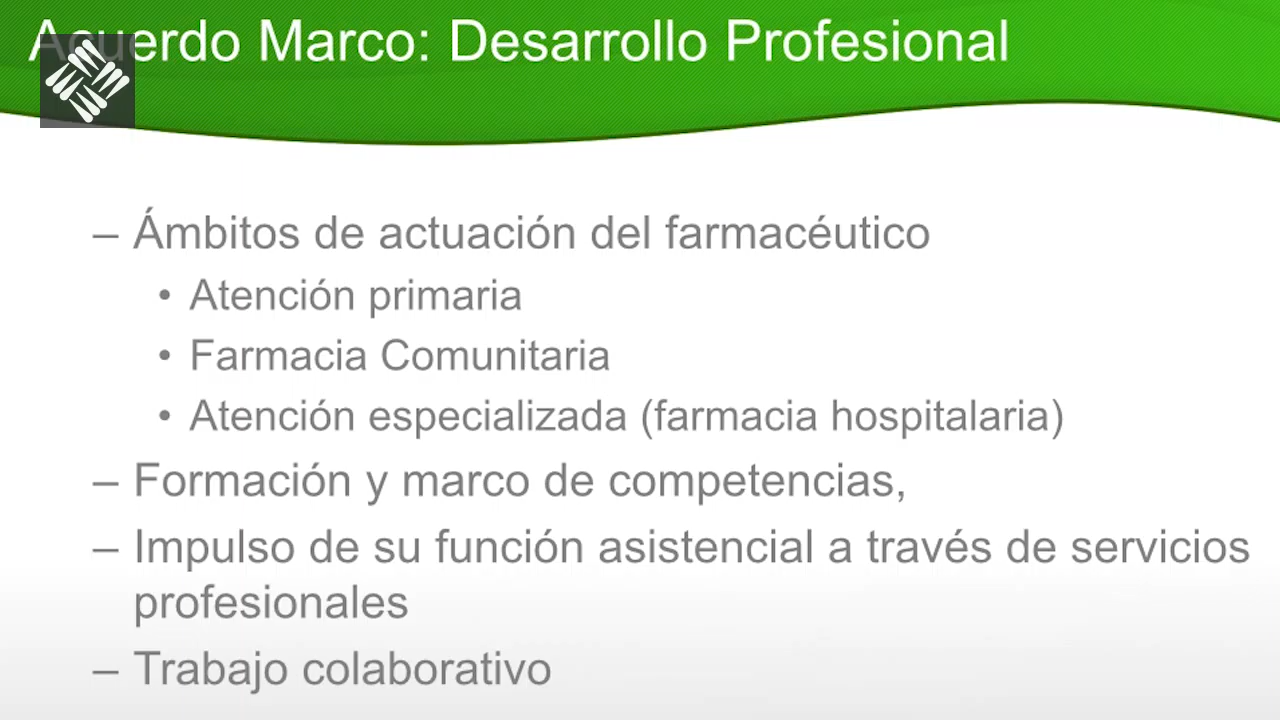 Acuerdo Marco: Desarrollo Profesional
– Ámbitos de actuación del farmacéutico
• Atención primaria
• Farmacia Comunitaria
• Atención especializada (farmacia hospitalaria)
– Formación y marco de competencias,
– Impulso de su función asistencial a través de servicios
profesionales
– Trabajo colaborativo